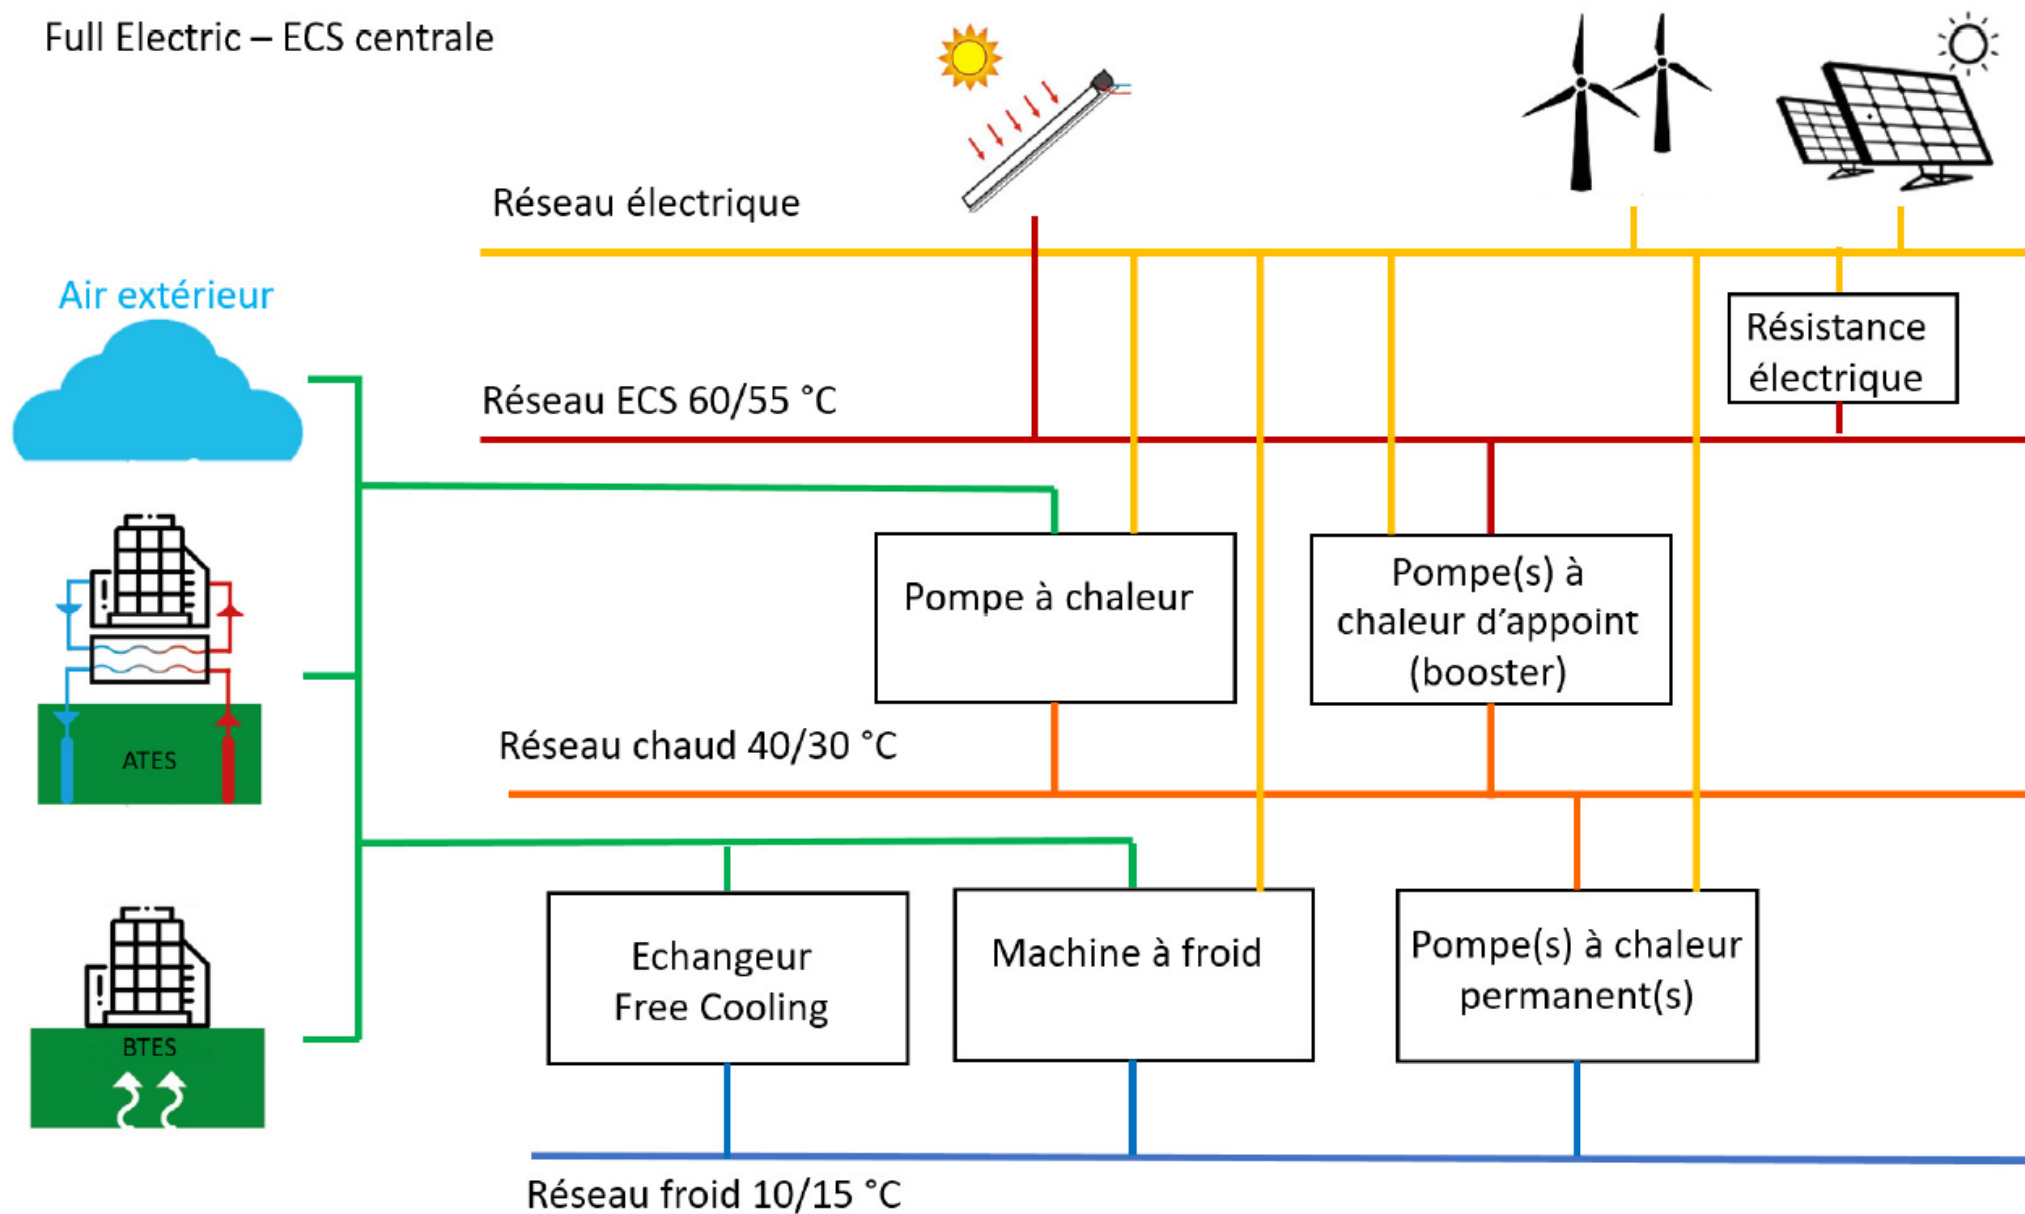 Full Electric – ECS centrale
Réseau électrique
Air extérieur
Résistance
électrique
Réseau ECS 60/55 °C
Pompe à chaleur
Pompe(s) à
chaleur d’appoint
(booster)
Réseau chaud 40/30 °C
ATES
Echangeur
Free Cooling
Machine à froid
Pompe(s) à chaleur
permanent(s)
BTES
Réseau froid 10/15 °C